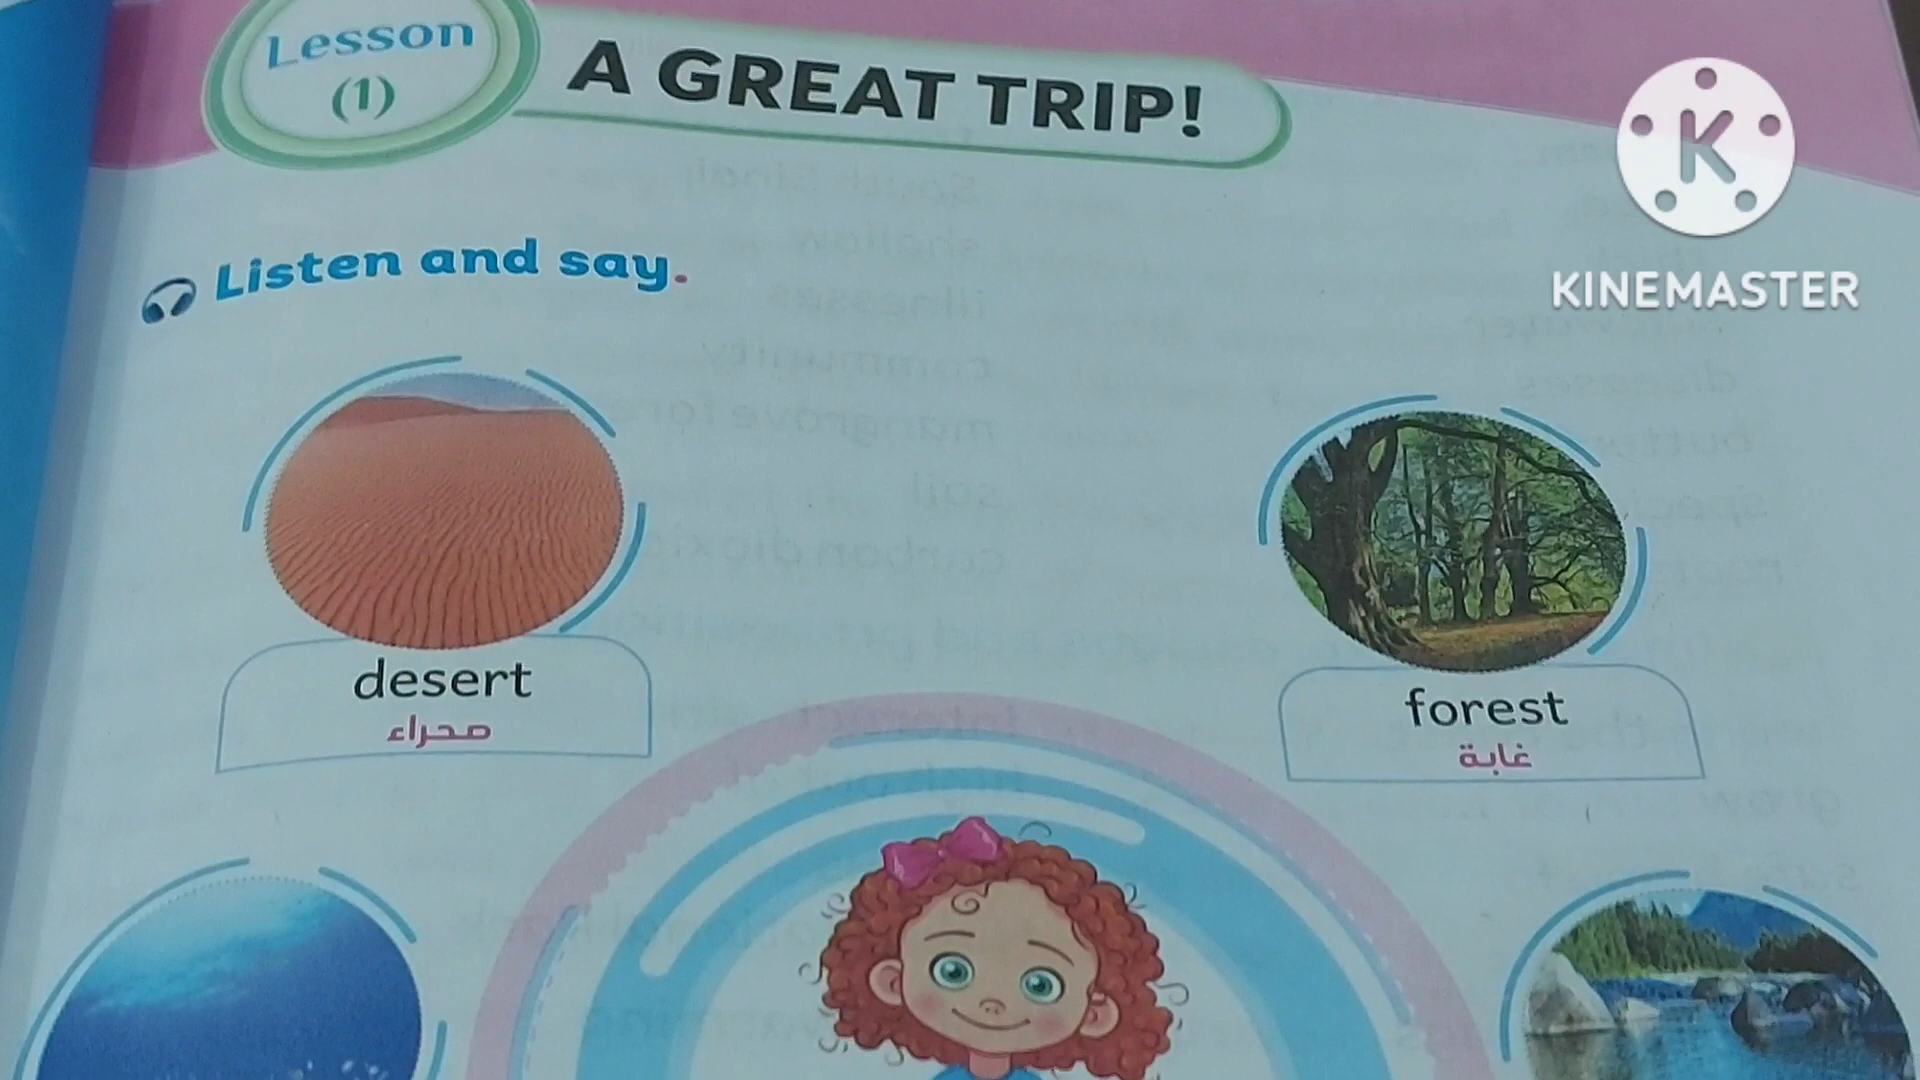 Lesson
(1)
A GREAT TRIP!
K
KINEMASTER
Listen and say.
desert
صحراء
forest
غابة